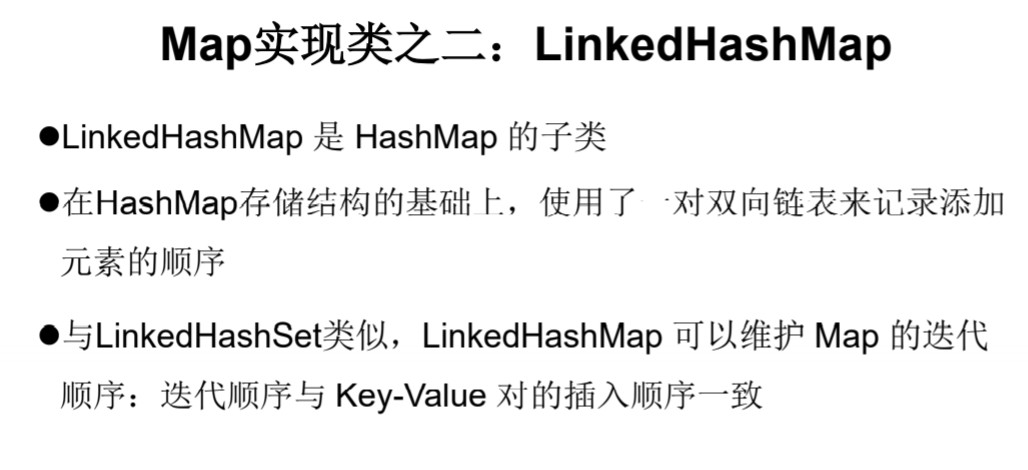 Map实现类之二：LinkedHashMap
●LinkedHashMap 是 HashMap 的子类
●在HashMap存储结构的基础上，使用了一对双向链表来记录添加
元素的顺序
●与LinkedHashSet类似，LinkedHashMap 可以维护 Map 的迭代
顺序：迭代顺序与 Key-Value 对的插入顺序一致